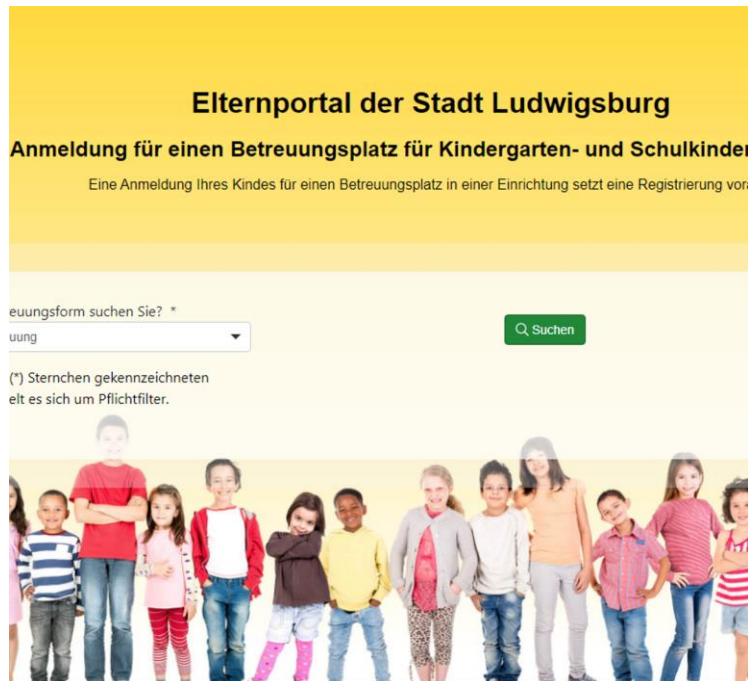 Elternportal der Stadt Ludwigsburg
Anmeldung für einen Betreuungsplatz für Kindergarten- und Schulkinder
Eine Anmeldung Ihres Kindes für einen Betreuungsplatz in einer Einrichtung setzt eine Registrierung vora
euungsform suchen Sie? *
uung
Suchen
(*) Sternchen gekennzeichneten
elt es sich um Pflichtfilter.